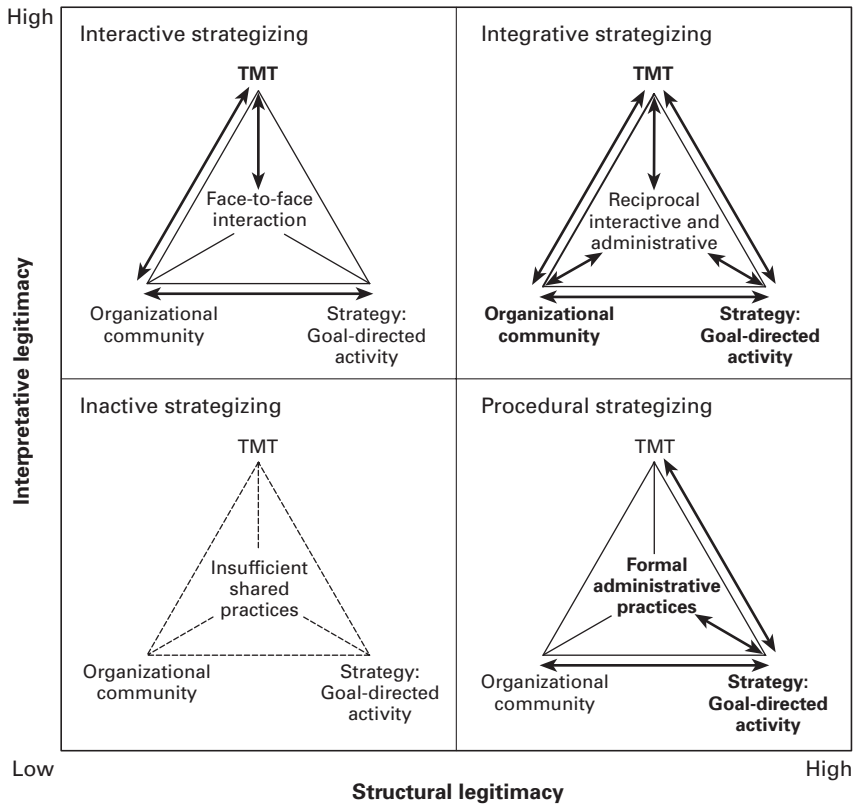 High
Interpretative legitimacy
Interactive strategizing
TMT
Face-to-face
interaction
Organizational
community
Strategy:
Goal-directed
activity
Integrative strategizing
TMT
Reciprocal
interactive and
administrative
Organizational
community
Strategy:
Goal-directed
activity
Inactive strategizing
TMT
Insufficient
shared
practices
Organizational
community
Strategy:
Goal-directed
activity
Procedural strategizing
TMT
Formal
administrative
practices
Organizational
community
Strategy:
Goal-directed
activity
Low
High
Structural legitimacy